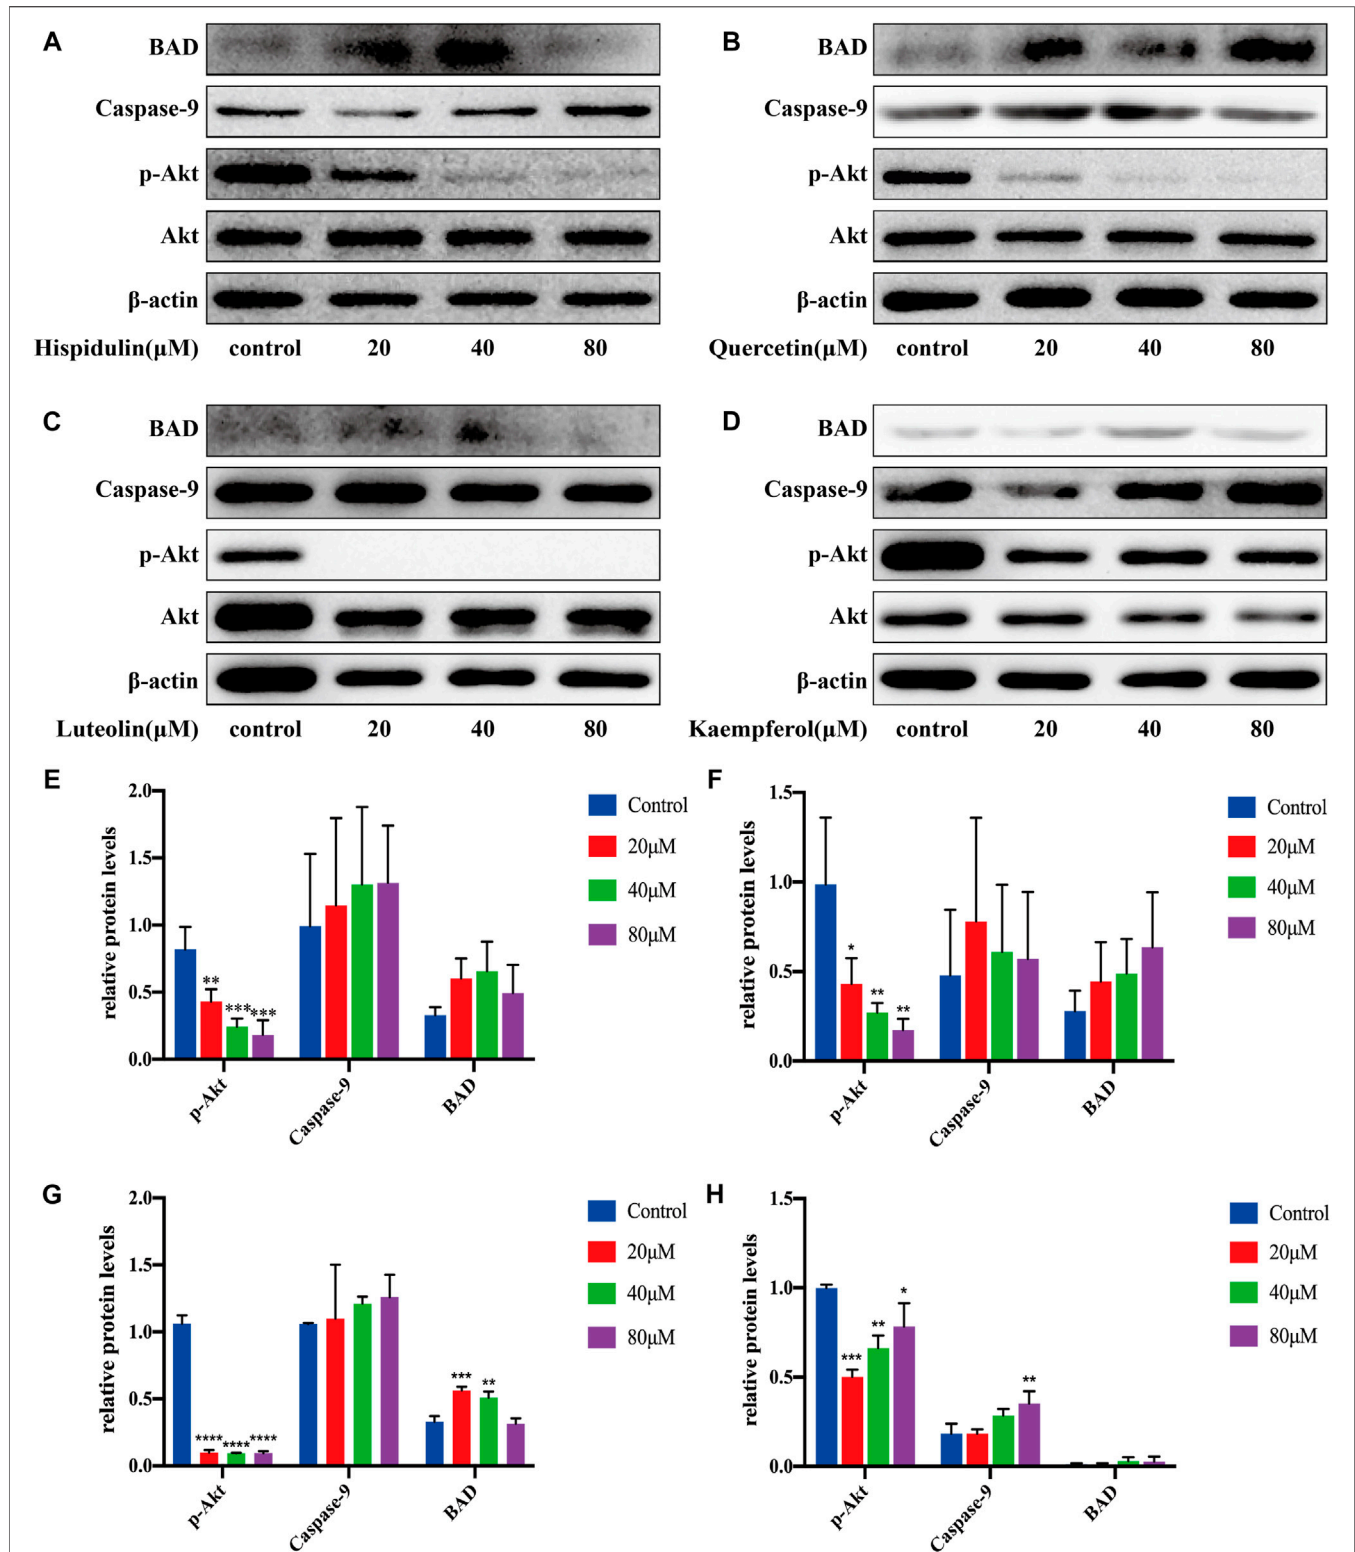 A
BAD
Caspase-9
p-Akt
Akt
β-actin
Hispidulin(μM) control 20 40 80
B
BAD
Caspase-9
p-Akt
Akt
β-actin
Quercetin(μM) control 20 40 80
C
BAD
Caspase-9
p-Akt
Akt
β-actin
Luteolin(μM) control 20 40 80
D
BAD
Caspase-9
p-Akt
Akt
β-actin
Kaempferol(μM) control 20 40 80
E
relative protein levels
2.0
1.5
1.0
0.5
0.0
** *** ***
p-Akt
Caspase-9
BAD
Control
20μM
40μM
80μM
F
relative protein levels
1.5
1.0
0.5
0.0
* ** **
p-Akt
Caspase-9
BAD
Control
20μM
40μM
80μM
G
relative protein levels
2.0
1.5
1.0
0.5
0.0
**** **** ****
*** **
p-Akt
Caspase-9
BAD
Control
20μM
40μM
80μM
H
relative protein levels
1.5
1.0
0.5
0.0
*** ** *
**
p-Akt
Caspase-9
BAD
Control
20μM
40μM
80μM